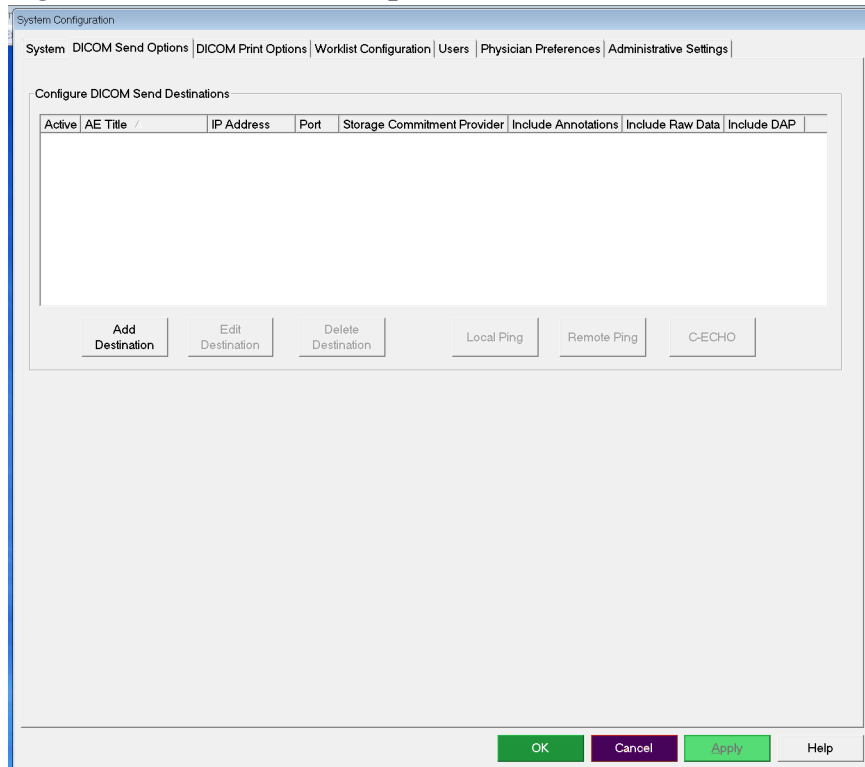 System Configuration
System DICOM Send Options DICOM Print Options Worklist Configuration Users Physician Preferences Administrative Settings
Configure DICOM Send Destinations
Active AE Title IP Address Port Storage Commitment Provider Include Annotations Include Raw Data Include DAP
Add Destination Edit Destination Delete Destination Local Ping Remote Ping C-ECHO
OK Cancel Apply Help